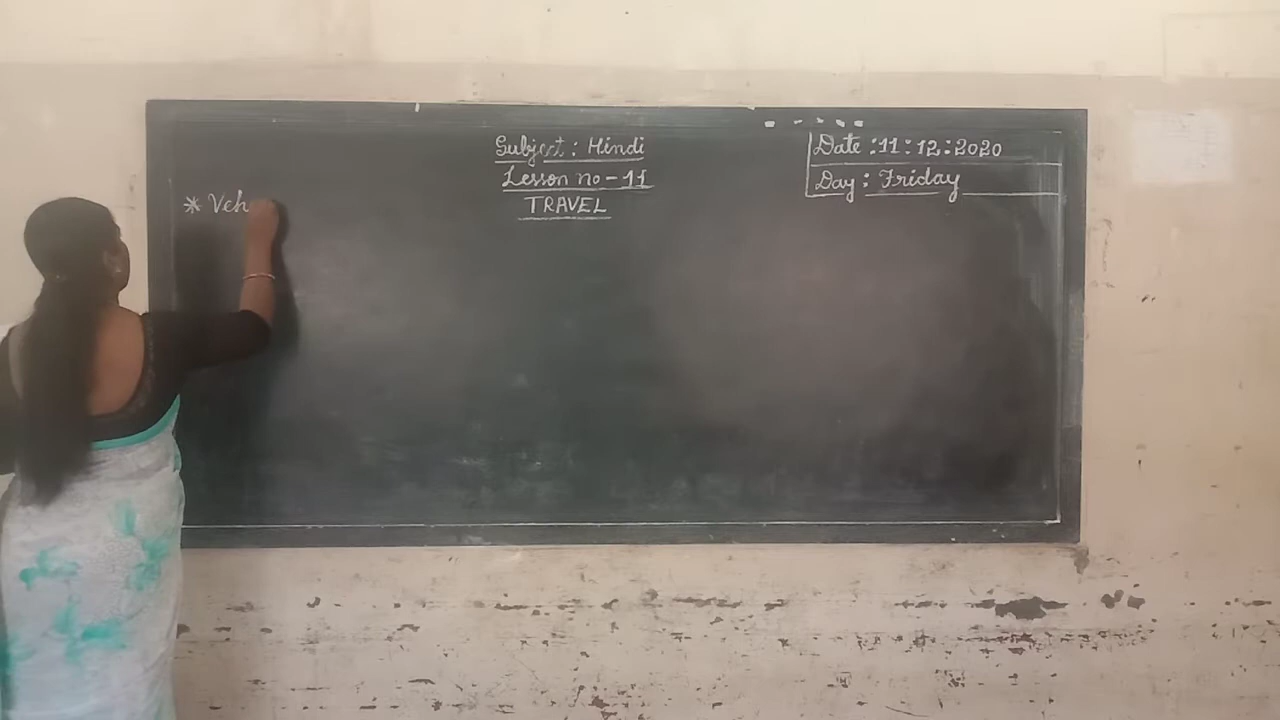 Subject : Hindi
Lesson no - 11
TRAVEL
Date : 11 : 12 : 2020
Day : Friday
* Veh